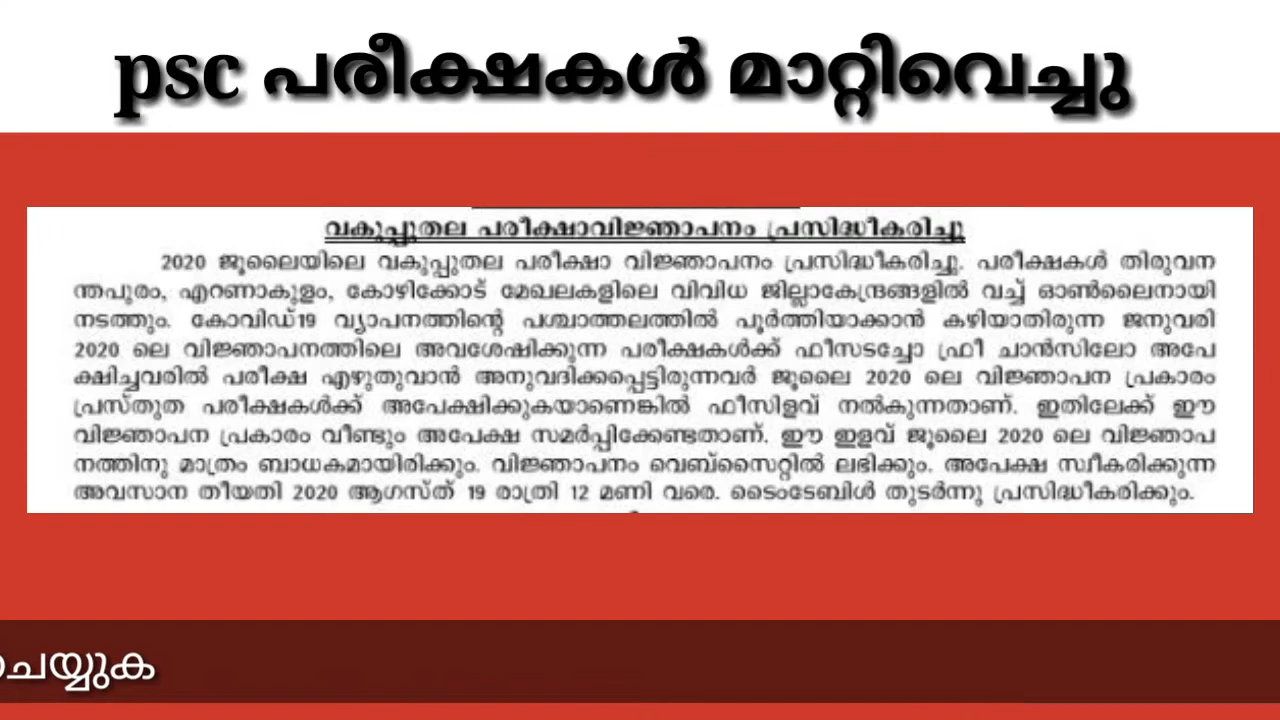 psc പരീക്ഷകൾ മാറ്റിവെച്ചു
വകുപ്പുതല പരീക്ഷാവിജ്ഞാപനം പ്രസിദ്ധീകരിച്ചു
2020 ജൂലൈയിലെ വകുപ്പുതല പരീക്ഷാ വിജ്ഞാപനം പ്രസിദ്ധീകരിച്ചു. പരീക്ഷകൾ തിരുവന
ന്തപുരം, എറണാകുളം, കോഴിക്കോട് മേഖലകളിലെ വിവിധ ജില്ലാകേന്ദ്രങ്ങളിൽ വച്ച് ഓൺലൈനായി
നടത്തും. കോവിഡ്19 വ്യാപനത്തിന്റെ പശ്ചാത്തലത്തിൽ പൂർത്തിയാക്കാൻ കഴിയാതിരുന്ന ജനുവരി
2020 ലെ വിജ്ഞാപനത്തിലെ അവശേഷിക്കുന്ന പരീക്ഷകൾക്ക് ഫീസടച്ചോ ഫ്രീ ചാൻസിലോ അപേ
ക്ഷിച്ചവരിൽ പരീക്ഷ എഴുതുവാൻ അനുവദിക്കപ്പെട്ടിരുന്നവർ ജൂലൈ 2020 ലെ വിജ്ഞാപന പ്രകാരം
പ്രസ്തുത പരീക്ഷകൾക്ക് അപേക്ഷിക്കുകയാണെങ്കിൽ ഫീസിളവ് നൽകുന്നതാണ്. ഇതിലേക്ക് ഈ
വിജ്ഞാപന പ്രകാരം വീണ്ടും അപേക്ഷ സമർപ്പിക്കേണ്ടതാണ്. ഈ ഇളവ് ജൂലൈ 2020 ലെ വിജ്ഞാപ
നത്തിനു മാത്രം ബാധകമായിരിക്കും. വിജ്ഞാപനം വെബ്സൈറ്റിൽ ലഭിക്കും. അപേക്ഷ സ്വീകരിക്കുന്ന
അവസാന തീയതി 2020 ആഗസ്ത് 19 രാത്രി 12 മണി വരെ. ടൈംടേബിൾ തുടർന്നു പ്രസിദ്ധീകരിക്കും.
ചെയ്യുക